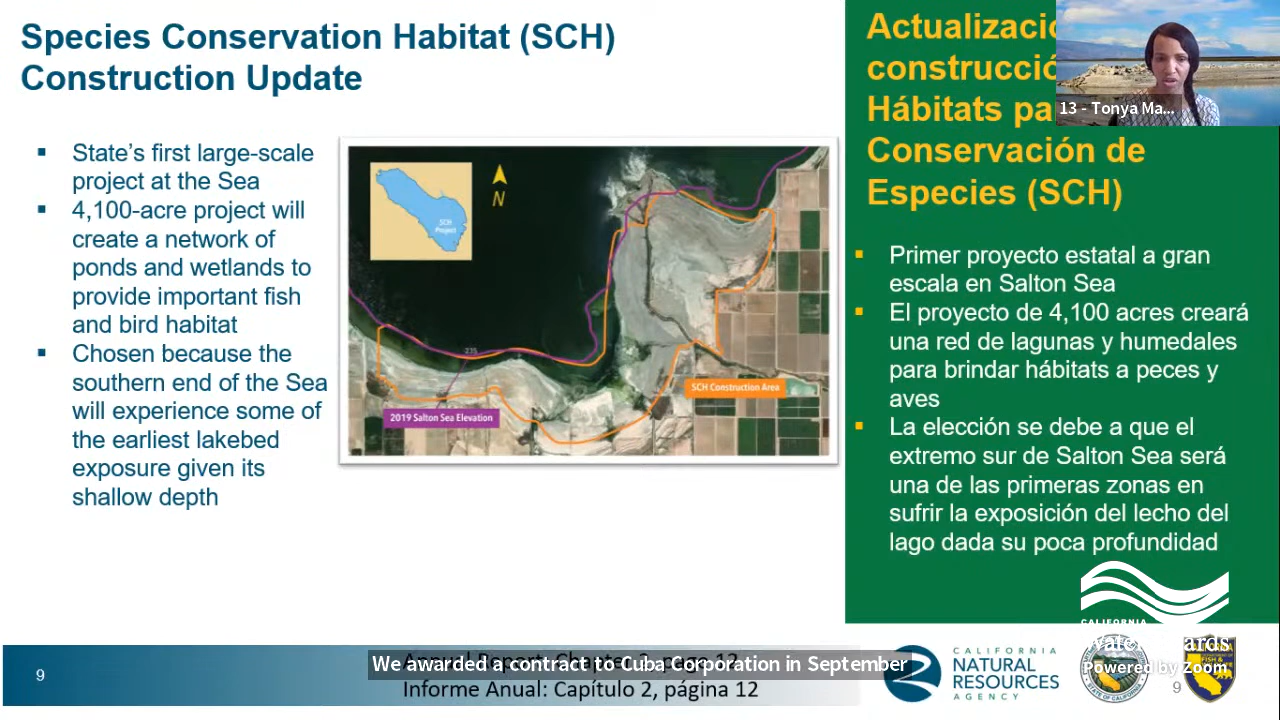 Species Conservation Habitat (SCH)
Construction Update
▪ State's first large-scale
project at the Sea
▪ 4,100-acre project will
create a network of
ponds and wetlands to
provide important fish
and bird habitat
▪ Chosen because the
southern end of the Sea
will experience some of
the earliest lakebed
exposure given its
shallow depth
SCH
Project
N
235
SCH Construction Area
2019 Salton Sea Elevation
construcció
Hábitats pa
Conservación de
Especies (SCH)
13 - Tonya Ma...
▪ Primer proyecto estatal a gran
escala en Salton Sea
▪ El proyecto de 4,100 acres creará
una red de lagunas y humedales
para brindar hábitats a peces y
aves
▪ La elección se debe a que el
extremo sur de Salton Sea será
una de las primeras zonas en
sufrir la exposición del lecho del
lago dada su poca profundidad
CALIFORNIA
Powered by Zoom
9
We awarded a contract to Cuba Corporation in September
Informe Anual: Capítulo 2, página 12
CALIFORNIA
NATURAL
RESOURCES
AGENCY
9